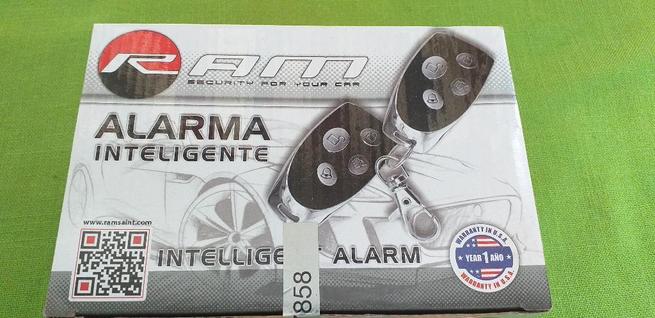 RAM
SECURITY FOR YOUR CAR
ALARMA
INTELIGENTE
www.ramsaint.com
INTELLIGE T ALARM
858
WARRANTY IN U.S.A.
YEAR 1 AÑO
WARRANTY IN U.S.A.